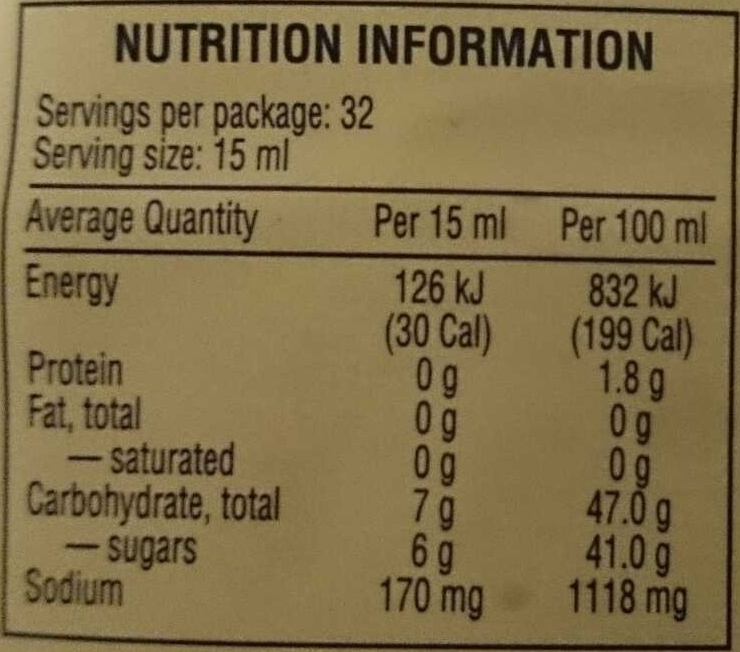 NUTRITION INFORMATION
Servings per package: 32
Serving size: 15 ml
Average Quantity Per 15 ml Per 100 ml
Energy 126 kJ 832 kJ
(30 Cal) (199 Cal)
Protein 0 g 1.8 g
Fat, total 0 g 0 g
— saturated 0 g 0 g
Carbohydrate, total 7 g 47.0 g
— sugars 6 g 41.0 g
Sodium 170 mg 1118 mg